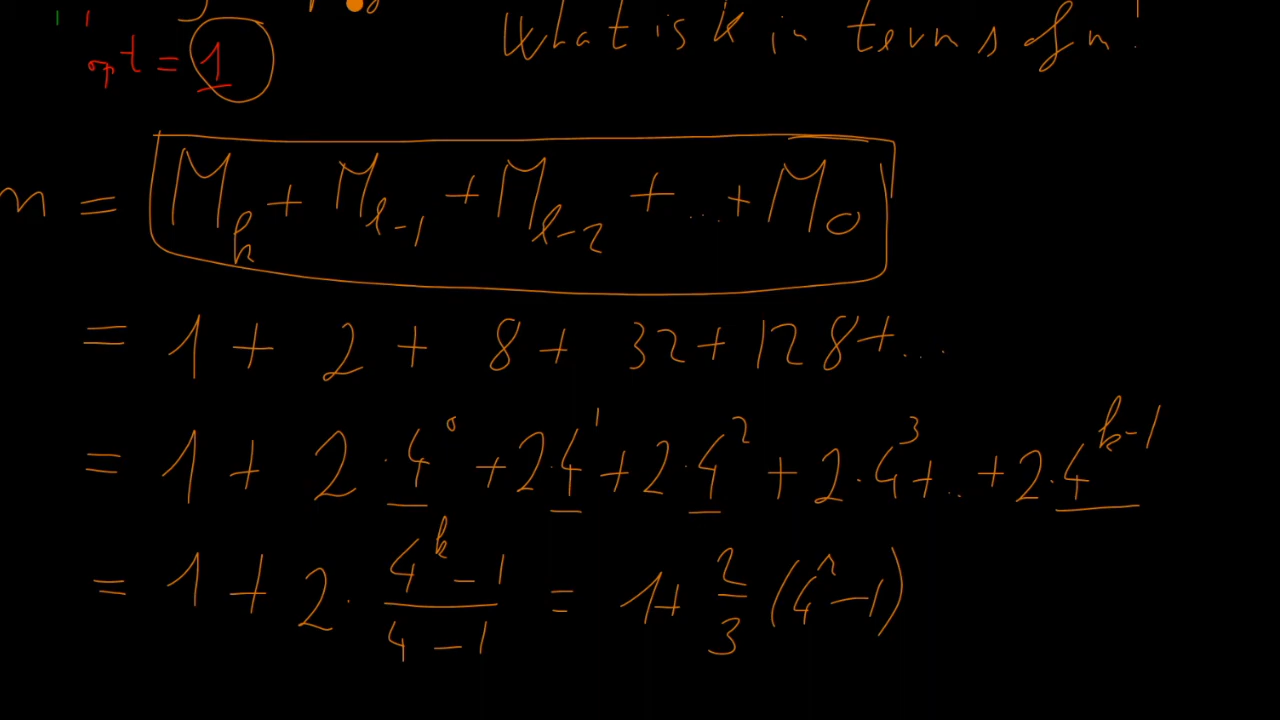 opt = 1
What is k in terms of n?
n = M_k + M_{k-1} + M_{k-2} + ... + M_0
= 1 + 2 + 8 + 32 + 128 + ...
= 1 + 2 · 4^0 + 2 · 4^1 + 2 · 4^2 + 2 · 4^3 + ... + 2 · 4^{k-1}
= 1 + 2 · \frac{4^k - 1}{4 - 1} = 1 + \frac{2}{3} (4^k - 1)